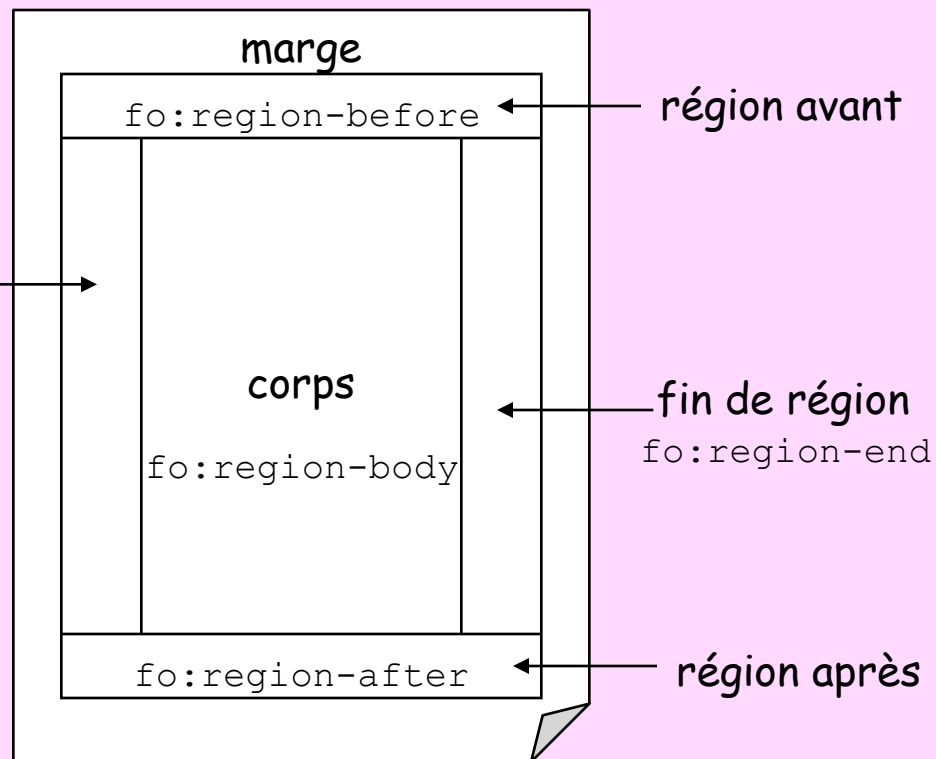 marge
fo:region-before
région avant
corps
fo:region-body
fin de région
fo:region-end
fo:region-after
région après